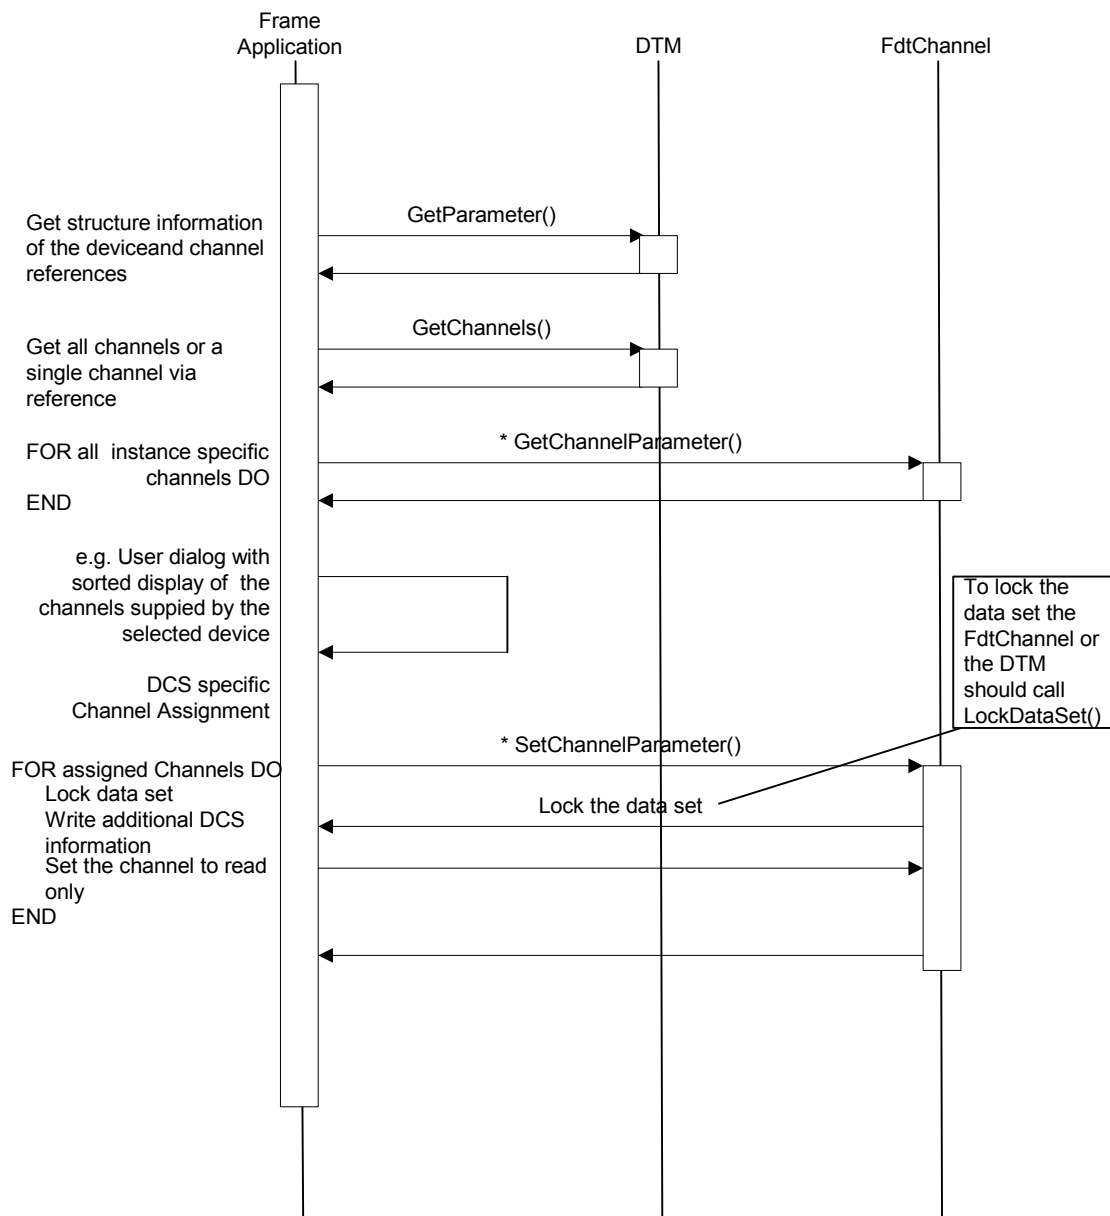 Frame
Application
DTM
FdtChannel
GetParameter()
Get structure information
of the deviceand channel
references
GetChannels()
Get all channels or a
single channel via
reference
* GetChannelParameter()
FOR all  instance specific
channels DO
END
e.g. User dialog with
sorted display of  the
channels suppied by the
selected device
To lock the
data set the
FdtChannel or
the DTM
should call
LockDataSet()
DCS specific
Channel Assignment
* SetChannelParameter()
FOR assigned Channels DO
Lock data set
Lock the data set
Write additional DCS
information
Set the channel to read
only
END